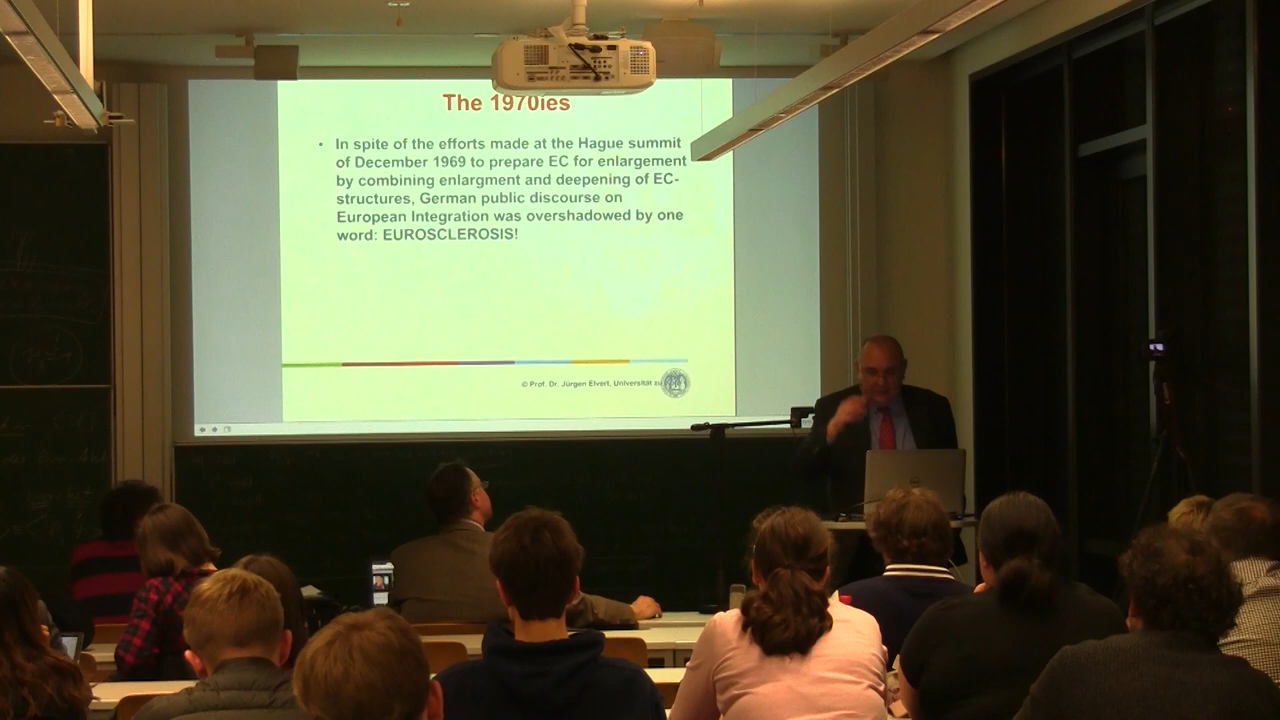 The 1970ies
• In spite of the efforts made at the Hague summit
of December 1969 to prepare EC for enlargement
by combining enlargment and deepening of EC-
structures, German public discourse on
European Integration was overshadowed by one
word: EUROSCLEROSIS!
© Prof. Dr. Jürgen Elvert, Universität zu